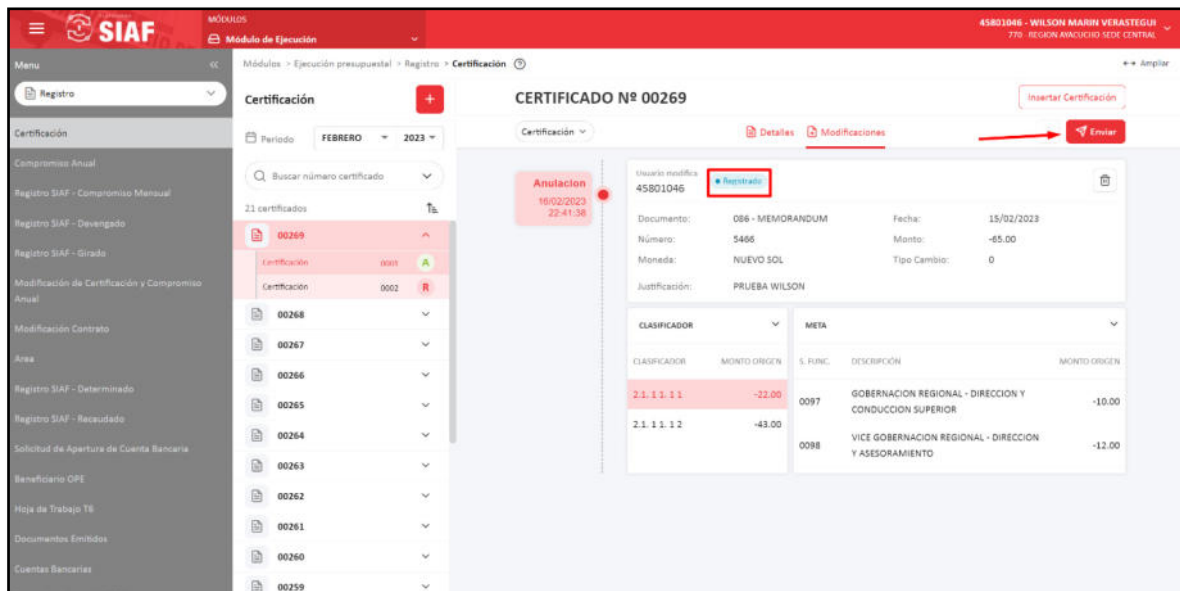 SIAF
MÓDULOS
Módulo de Ejecución
45801046 - WILSON MARIN VERASTEGUI
770 - REGION AYACUCHO SEDE CENTRAL
Menu
Registro
Certificación
Compromiso Anual
Registro SIAF - Compromiso Mensual
Registro SIAF - Devengado
Registro SIAF - Girado
Modificación de Certificación y Compromiso
Anual
Modificación Contrato
Area
Registro SIAF - Determinado
Registro SIAF - Recaudado
Solicitud de Apertura de Cuenta Bancaria
Beneficiario OPE
Hoja de Trabajo T6
Documentos Emitidos
Cuentas Bancarias
Módulos > Ejecución presupuestal > Registro > Certificación
Ampliar
Certificación
+
Periodo FEBRERO 2023
Buscar número certificado
21 certificados
00269
Certificación 0001 A
Certificación 0002 R
00268
00267
00266
00265
00264
00263
00262
00261
00260
00259
CERTIFICADO Nº 00269
Insertar Certificación
Certificación
Detalles
Modificaciones
Enviar
Anulacion
16/02/2023
22:41:38
Usuario modifica
45801046
Registrado
Documento: 086 - MEMORANDUM Fecha: 15/02/2023
Número: 5466 Monto: -65.00
Moneda: NUEVO SOL Tipo Cambio: 0
Justificación: PRUEBA WILSON
CLASIFICADOR
META
CLASIFICADOR MONTO ORIGEN
S. FUNC. DESCRIPCIÓN MONTO ORIGEN
2.1. 1 1. 1 1 -22.00
2.1. 1 1. 1 2 -43.00
0097 GOBERNACION REGIONAL - DIRECCION Y
CONDUCCION SUPERIOR -10.00
0098 VICE GOBERNACION REGIONAL - DIRECCION
Y ASESORAMIENTO -12.00